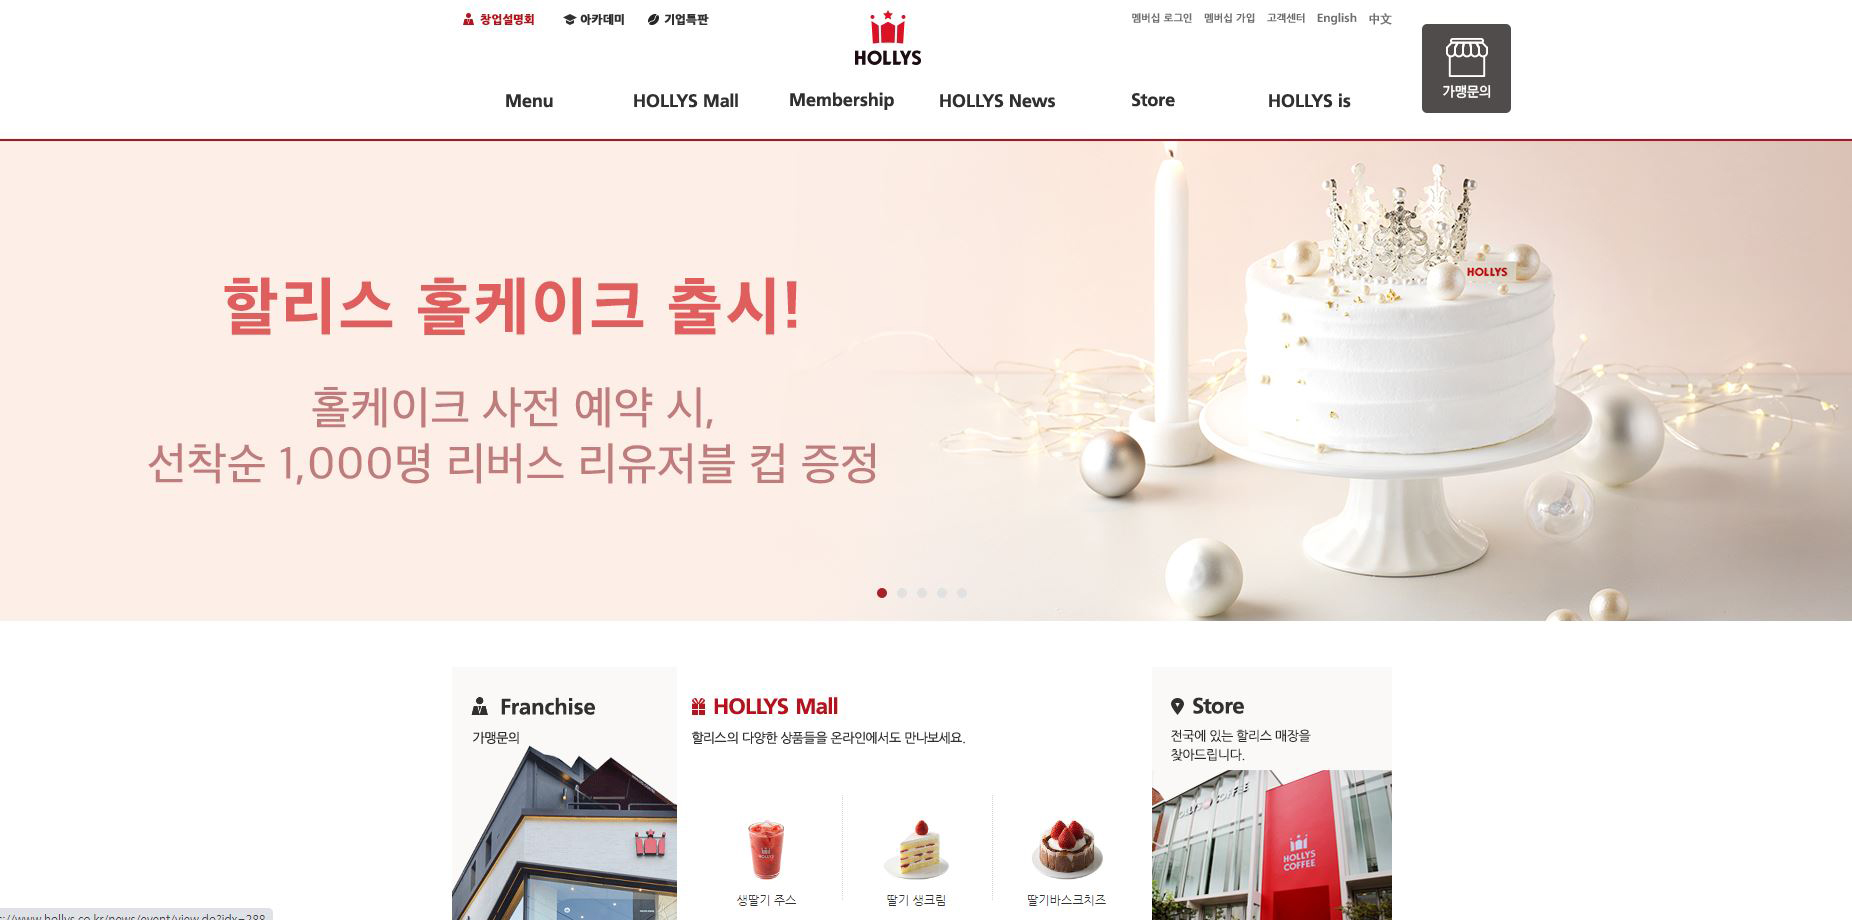 창업설명회 아카데미 기업특판
HOLLYS
멤버십 로그인 멤버십 가입 고객센터 English 中文
가맹문의
Menu HOLLYS Mall Membership HOLLYS News Store HOLLYS is
할리스 홀케이크 출시!
홀케이크 사전 예약 시,
선착순 1,000명 리버스 리유저블 컵 증정
HOLLYS
Franchise
가맹문의
HOLLYS Mall
할리스의 다양한 상품들을 온라인에서도 만나보세요.
HOLLYS
생딸기 주스
딸기 생크림
딸기바스크치즈
Store
전국에 있는 할리스 매장을
찾아드립니다.
COFFEE
HOLLYS
COFFEE
://www.hollys.co.kr/news/event/view.do?idx=288